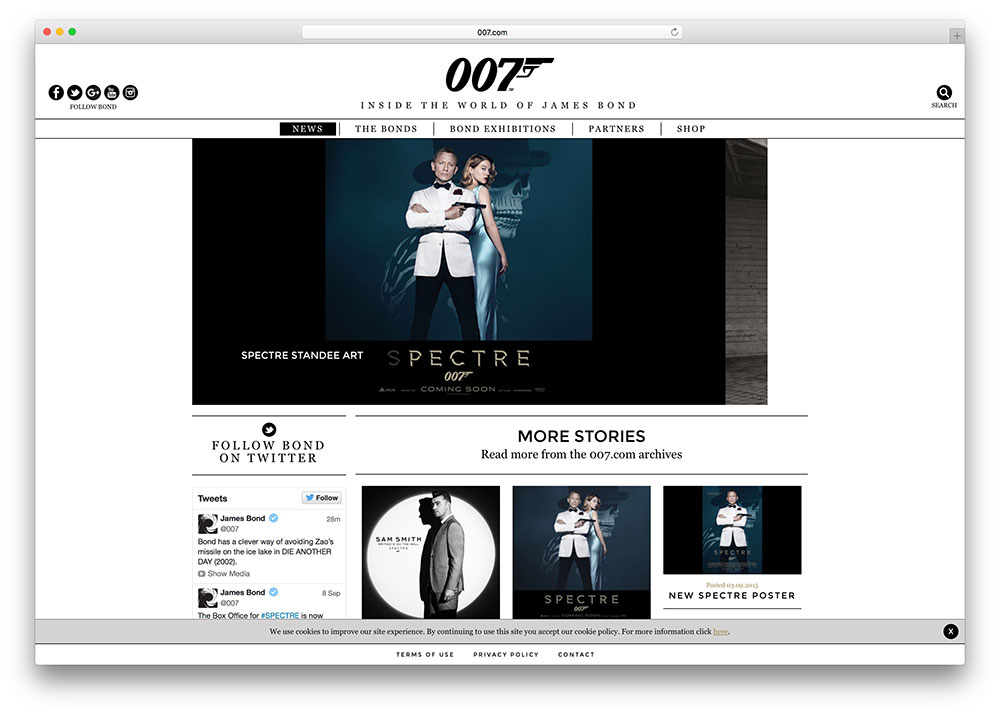 007.com
007
TM
INSIDE THE WORLD OF JAMES BOND
FOLLOW BOND
SEARCH
NEWS
THE BONDS
BOND EXHIBITIONS
PARTNERS
SHOP
SPECTRE STANDEE ART
SPECTRE
007
COMING SOON
FOLLOW BOND
ON TWITTER
MORE STORIES
Read more from the 007.com archives
Tweets
Follow
James Bond
28m
@007
Bond has a clever way of avoiding Zao's
missile on the ice lake in DIE ANOTHER
DAY (2002).
Show Media
James Bond
8 Sep
@007
The Box Office for #SPECTRE is now
SAM SMITH
WRITING'S ON THE WALL
SPECTRE
SPECTRE
007
COMING SOON
SPECTRE
Posted 03.09.2015
NEW SPECTRE POSTER
We use cookies to improve our site experience. By continuing to use this site you accept our cookie policy. For more information click here.
X
TERMS OF USE
PRIVACY POLICY
CONTACT